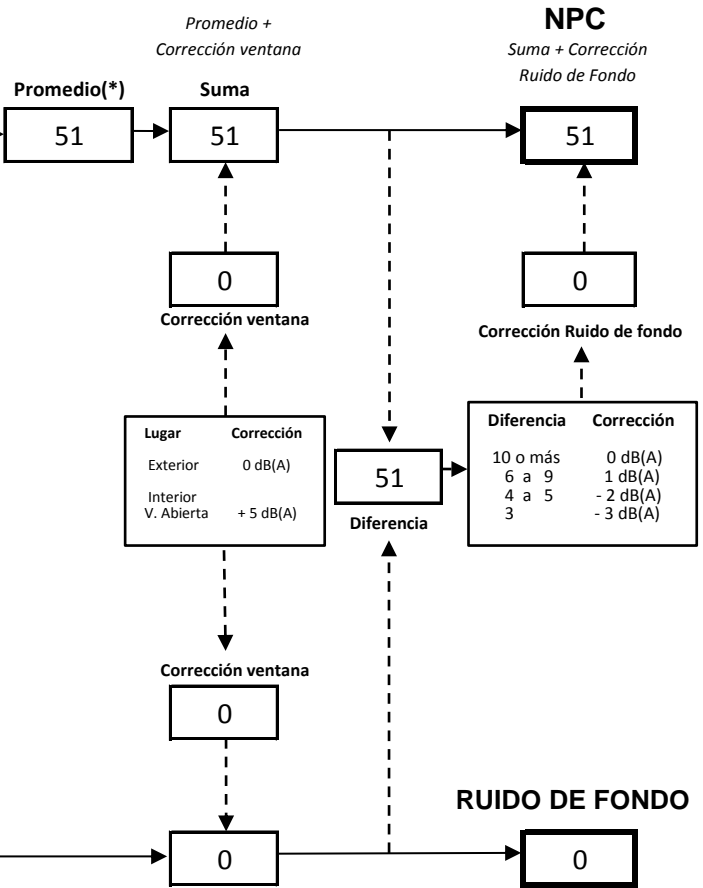 Promedio +
Corrección ventana
NPC
Suma + Corrección
Ruido de Fondo
Promedio(*)
Suma
51
51
51
0
0
Corrección ventana
Corrección Ruido de fondo
Lugar Corrección
Exterior 0 dB(A)
Interior
V. Abierta + 5 dB(A)
51
Diferencia
Diferencia Corrección
10 o más 0 dB(A)
6 a 9 1 dB(A)
4 a 5 - 2 dB(A)
3 - 3 dB(A)
Corrección ventana
0
RUIDO DE FONDO
0
0